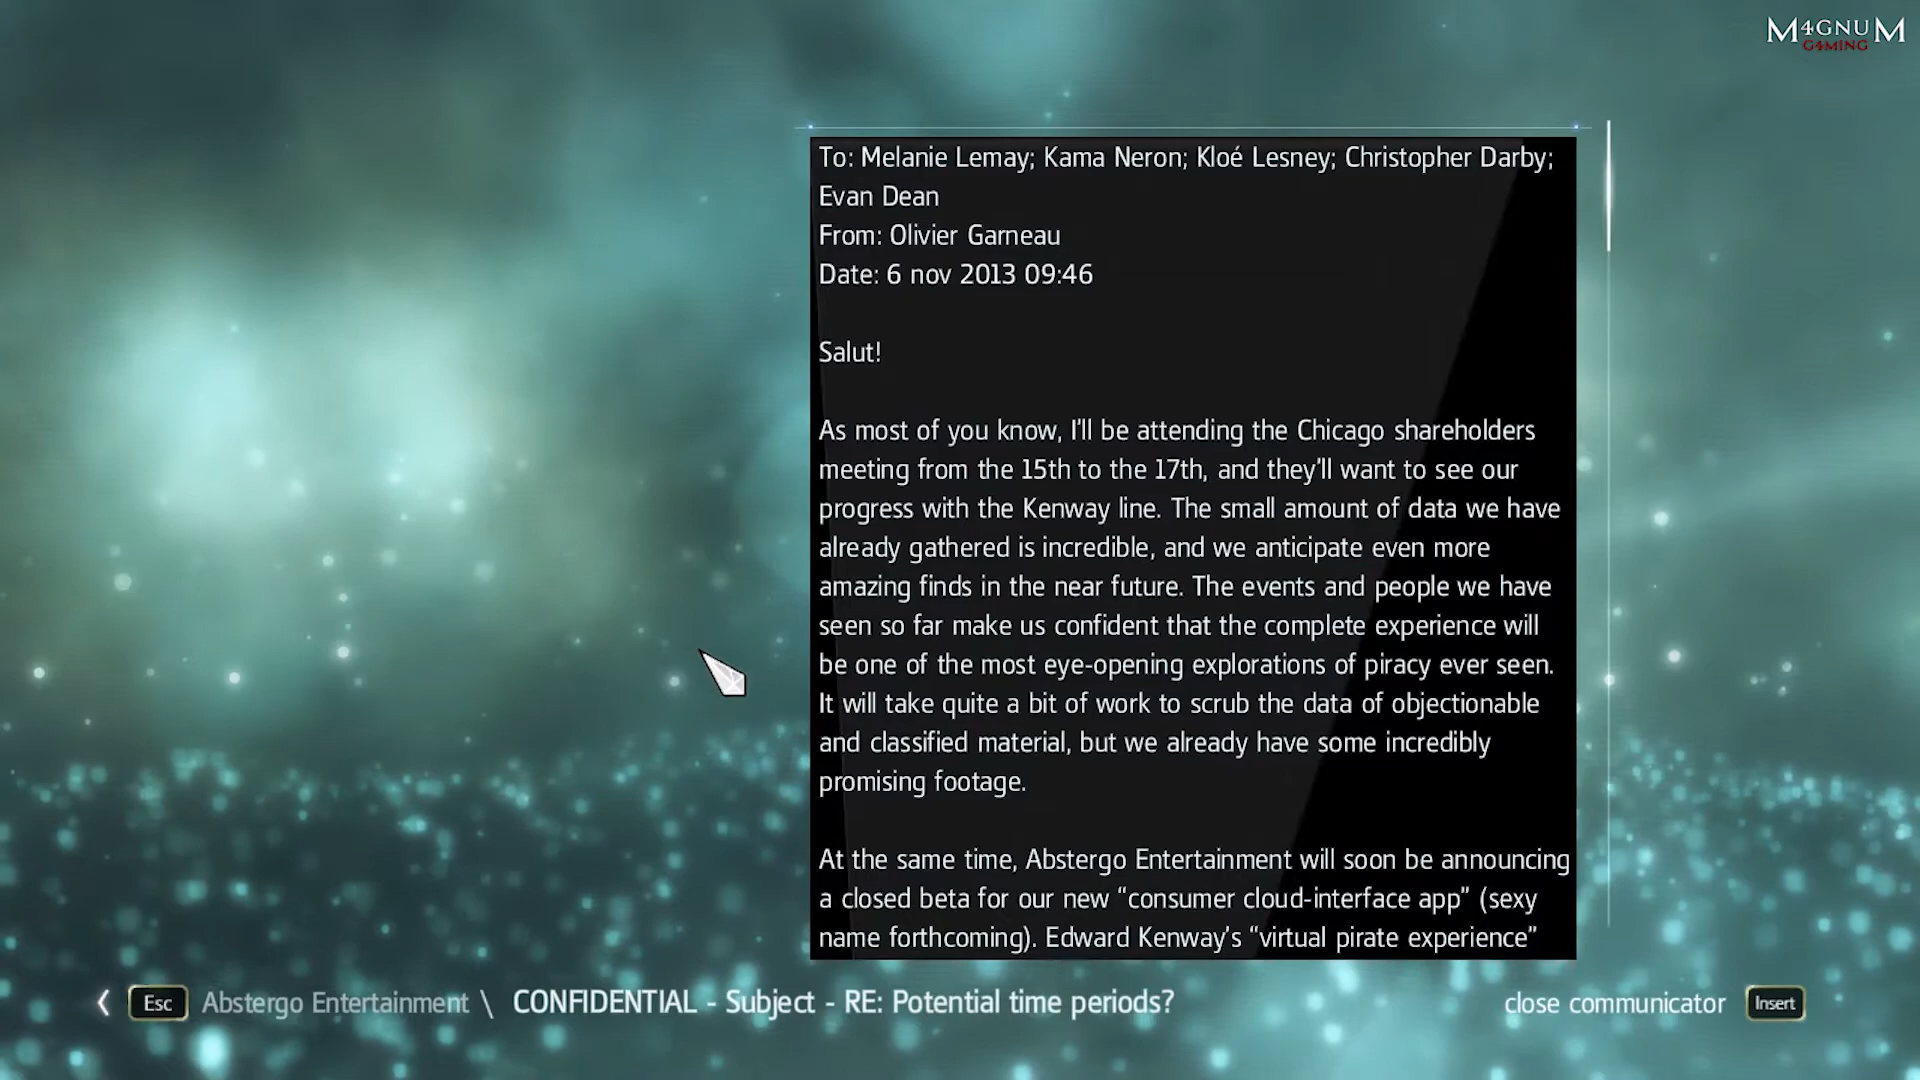 M4GNUM
G4MING
To: Melanie Lemay; Kama Neron; Kloé Lesney; Christopher Darby;
Evan Dean
From: Olivier Garneau
Date: 6 nov 2013 09:46
Salut!
As most of you know, I'll be attending the Chicago shareholders
meeting from the 15th to the 17th, and they'll want to see our
progress with the Kenway line. The small amount of data we have
already gathered is incredible, and we anticipate even more
amazing finds in the near future. The events and people we have
seen so far make us confident that the complete experience will
be one of the most eye-opening explorations of piracy ever seen.
It will take quite a bit of work to scrub the data of objectionable
and classified material, but we already have some incredibly
promising footage.
At the same time, Abstergo Entertainment will soon be announcing
a closed beta for our new “consumer cloud-interface app” (sexy
name forthcoming). Edward Kenway's “virtual pirate experience”
Esc Abstergo Entertainment \ CONFIDENTIAL - Subject - RE: Potential time periods? close communicator Insert